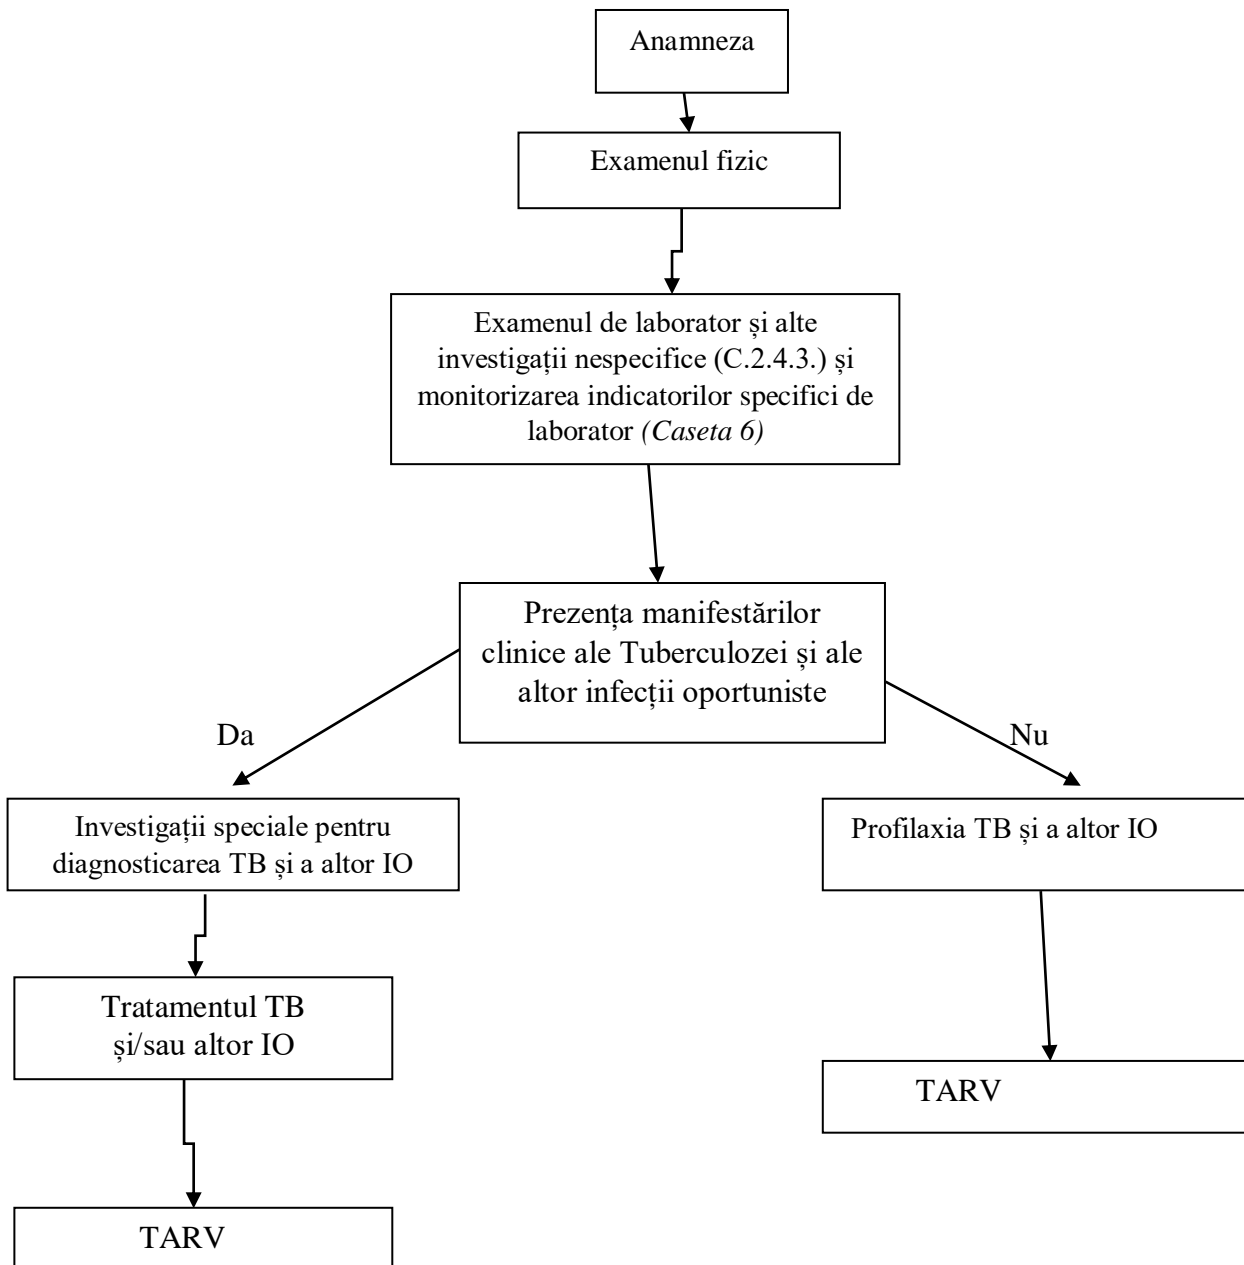 Anamneza
Examenul fizic
Examenul de laborator și alte
investigații nespecifice (C.2.4.3.) și
monitorizarea indicatorilor specifici de
laborator (Caseta 6)
Prezența manifestărilor
clinice ale Tuberculozei și ale
altor infecții oportuniste
Da
Nu
Investigații speciale pentru
diagnosticarea TB și a altor IO
Profilaxia TB și a altor IO
Tratamentul TB
și/sau altor IO
TARV
TARV